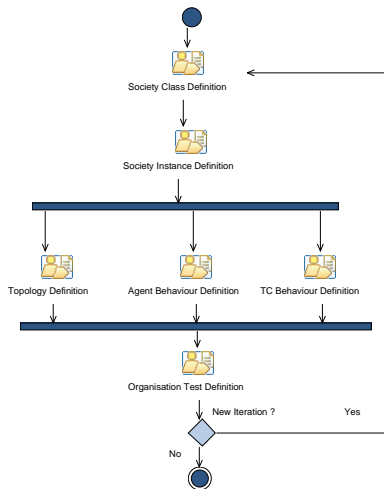 Society Class Definition
Society Instance Definition
Topology Definition
Agent Behaviour Definition
TC Behaviour Definition
Organisation Test Definition
New Iteration ?
Yes
No